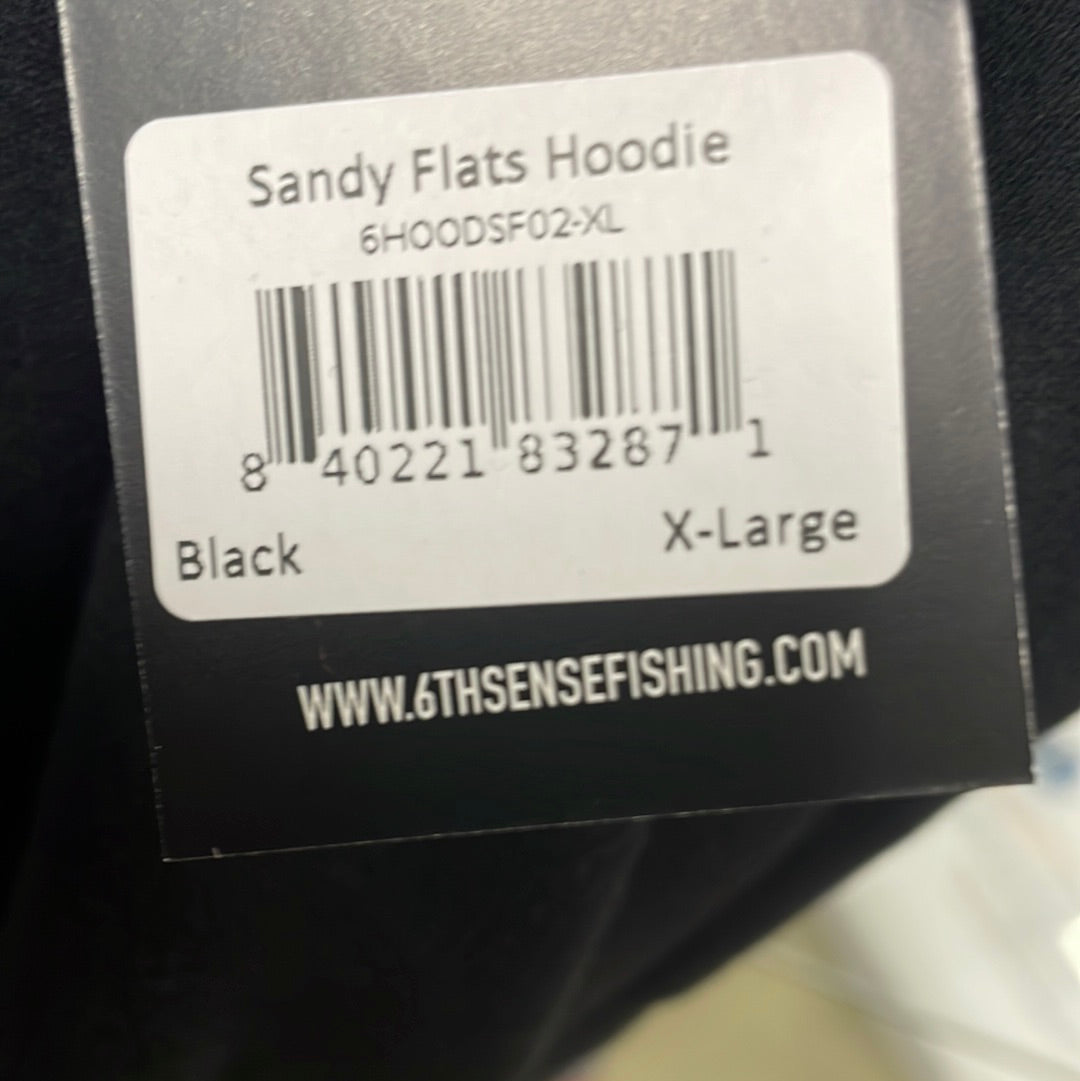 Sandy Flats Hoodie
6HOODSF02-XL
8 40221 83287 1
Black X-Large
WWW.6THSENSEFISHING.COM